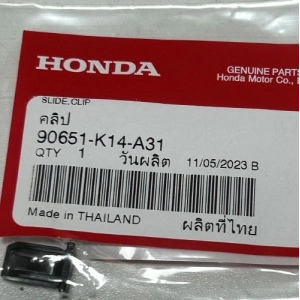 HONDA
GENUINE PARTS
Honda Motor Co.,
SLIDE,CLIP
คลิป
90651-K14-A31
QTY 1 วันผลิต 11/05/2023 B
Made in THAILAND ผลิตที่ไทย